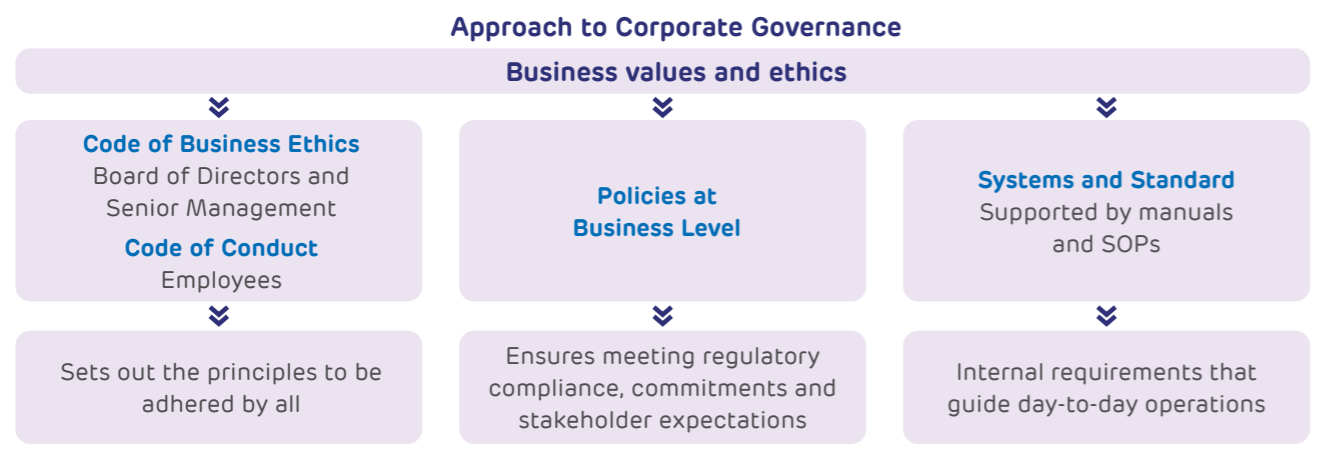 Approach to Corporate Governance
Business values and ethics
Code of Business Ethics
Board of Directors and
Senior Management
Code of Conduct
Employees
Policies at
Business Level
Systems and Standard
Supported by manuals
and SOPs
Sets out the principles to be
adhered by all
Ensures meeting regulatory
compliance, commitments and
stakeholder expectations
Internal requirements that
guide day-to-day operations